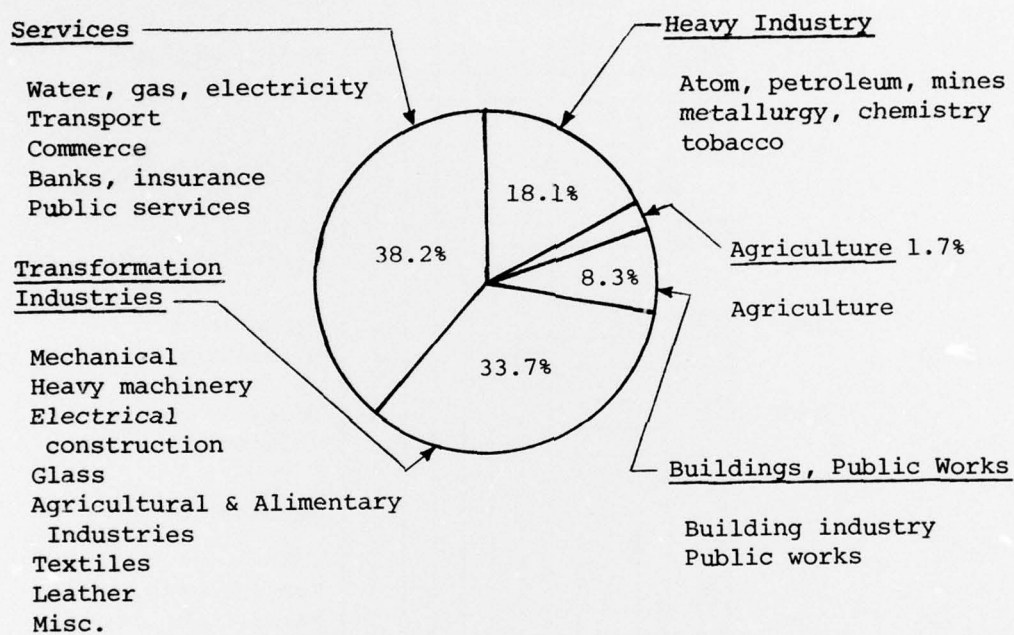 Services
Water, gas, electricity
Transport
Commerce
Banks, insurance
Public services
Transformation
Industries
Mechanical
Heavy machinery
Electrical
construction
Glass
Agricultural & Alimentary
Industries
Textiles
Leather
Misc.
38.2%
18.1%
8.3%
33.7%
Heavy Industry
Atom, petroleum, mines
metallurgy, chemistry
tobacco
Agriculture 1.7%
Agriculture
Buildings, Public Works
Building industry
Public works